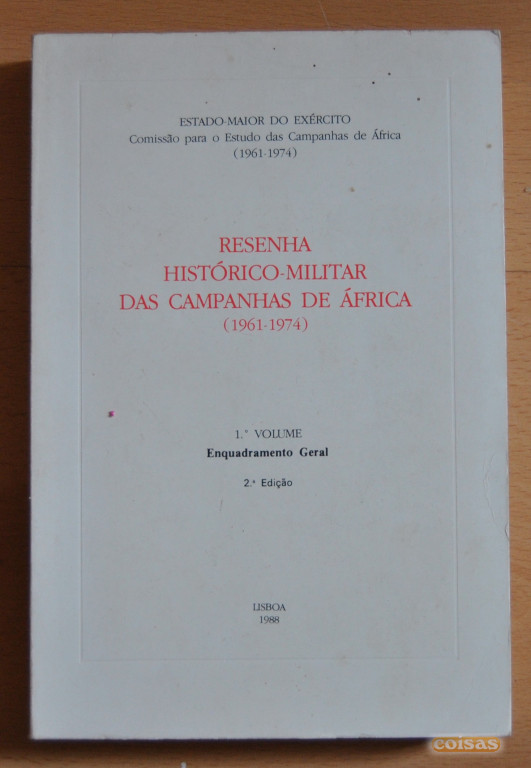 ESTADO-MAIOR DO EXÉRCITO
Comissão para o Estudo das Campanhas de África
(1961-1974)
RESENHA
HISTÓRICO-MILITAR
DAS CAMPANHAS DE ÁFRICA
(1961-1974)
1.° VOLUME
Enquadramento Geral
2.ª Edição
LISBOA
1988
coisas